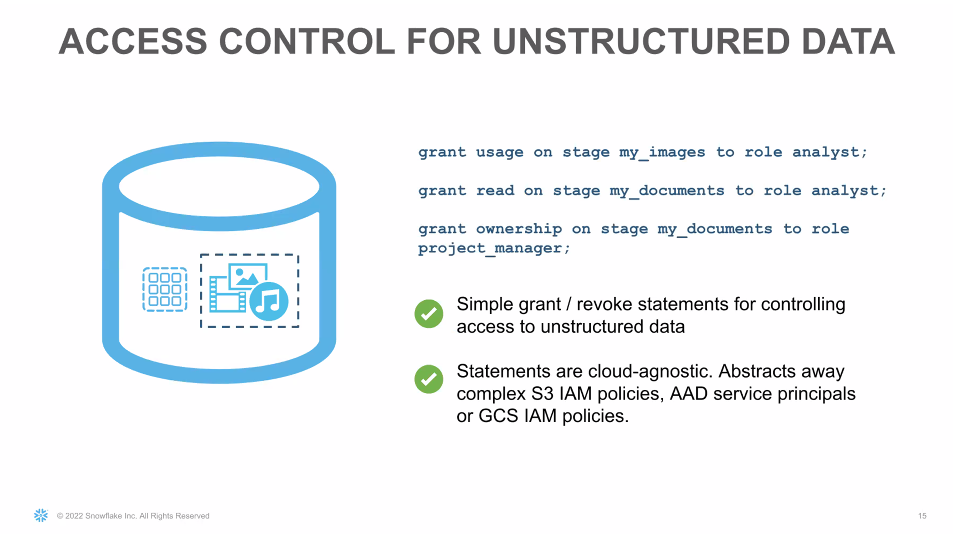 ACCESS CONTROL FOR UNSTRUCTURED DATA
grant usage on stage my_images to role analyst;
grant read on stage my_documents to role analyst;
grant ownership on stage my_documents to role
project_manager;
Simple grant / revoke statements for controlling
access to unstructured data
Statements are cloud-agnostic. Abstracts away
complex S3 IAM policies, AAD service principals
or GCS IAM policies.
© 2022 Snowflake Inc. All Rights Reserved
15